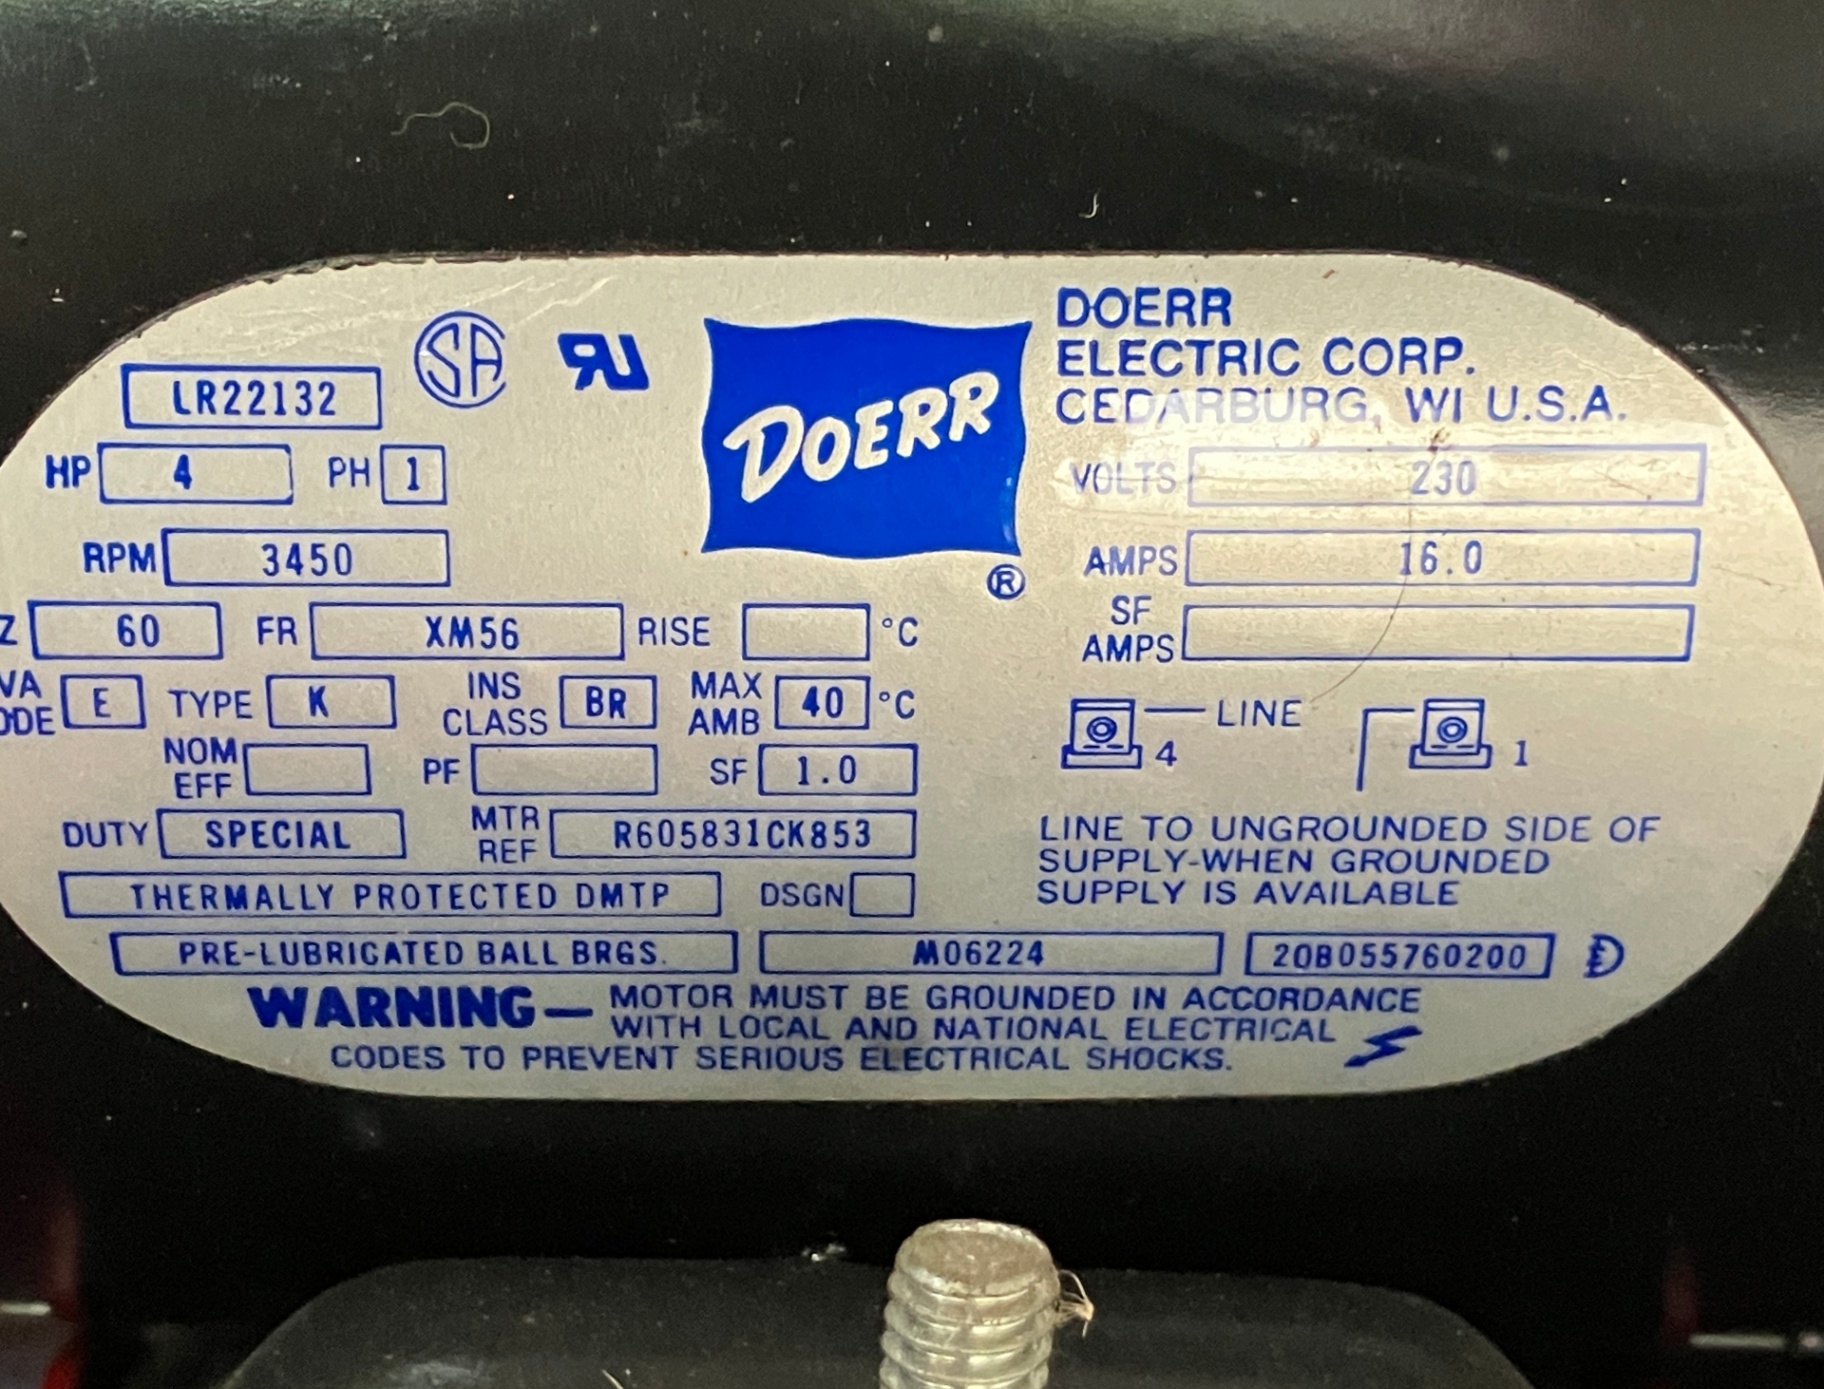 LR22132
SA
RU
DOERR
®
DOERR
ELECTRIC CORP.
CEDARBURG, WI U.S.A.
HP 4 PH 1
VOLTS 230
RPM 3450
AMPS 16.0
Z 60 FR XM56 RISE °C
SF AMPS
VA ODE E TYPE K INS CLASS BR MAX AMB 40 °C
4 LINE 1
NOM EFF PF SF 1.0
DUTY SPECIAL MTR REF R605831CK853
LINE TO UNGROUNDED SIDE OF
SUPPLY-WHEN GROUNDED
SUPPLY IS AVAILABLE
THERMALLY PROTECTED DMTP DSGN
PRE-LUBRICATED BALL BRGS. M06224 20B055760200
WARNING— MOTOR MUST BE GROUNDED IN ACCORDANCE
WITH LOCAL AND NATIONAL ELECTRICAL
CODES TO PREVENT SERIOUS ELECTRICAL SHOCKS.